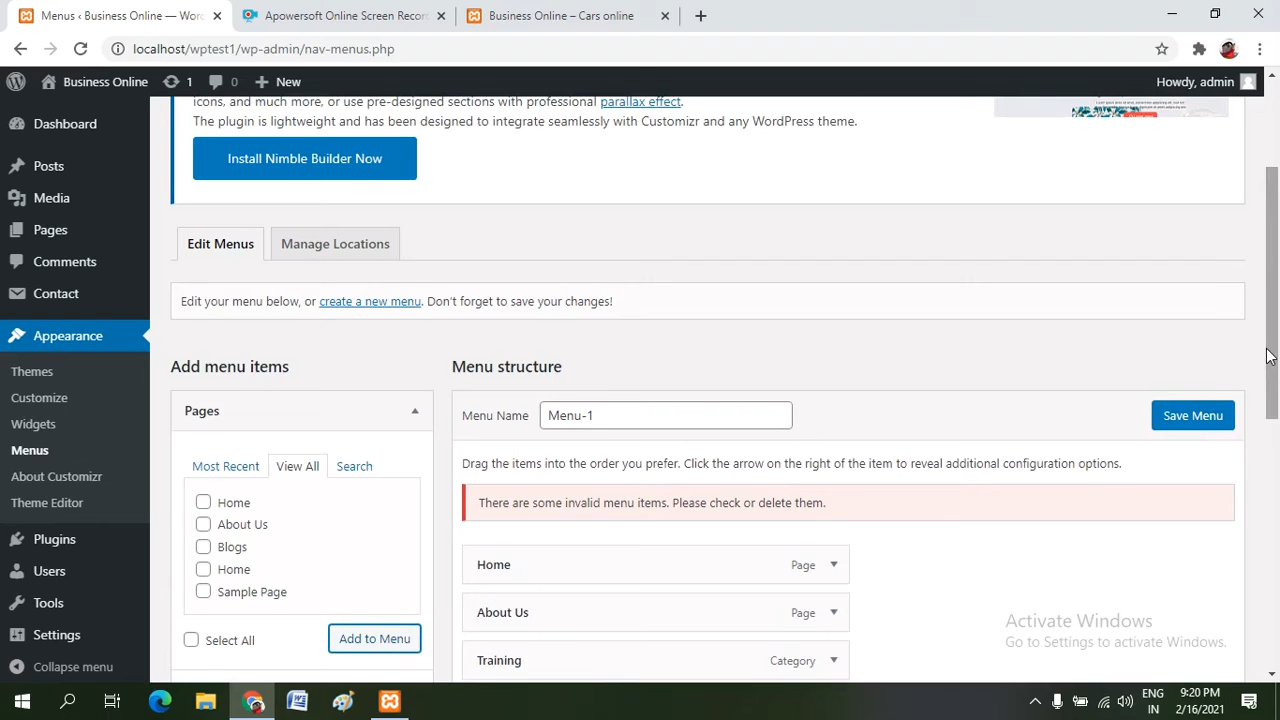 Menus ‹ Business Online — Wor
Apowersoft Online Screen Recor
Business Online – Cars online
localhost/wptest1/wp-admin/nav-menus.php
Business Online
1
0
New
Howdy, admin
Dashboard
Posts
Media
Pages
Comments
Contact
Appearance
Themes
Customize
Widgets
Menus
About Customizr
Theme Editor
Plugins
Users
Tools
Settings
Collapse menu
icons, and much more, or use pre-designed sections with professional parallax effect.
The plugin is lightweight and has been designed to integrate seamlessly with Customizr and any WordPress theme.
Install Nimble Builder Now
Edit Menus
Manage Locations
Edit your menu below, or create a new menu. Don't forget to save your changes!
Add menu items
Pages
Most Recent
View All
Search
Home
About Us
Blogs
Home
Sample Page
Select All
Add to Menu
Menu structure
Menu Name
Menu-1
Save Menu
Drag the items into the order you prefer. Click the arrow on the right of the item to reveal additional configuration options.
There are some invalid menu items. Please check or delete them.
Home
Page
About Us
Page
Training
Category
Activate Windows
Go to Settings to activate Windows.
ENG
IN
9:20 PM
2/16/2021